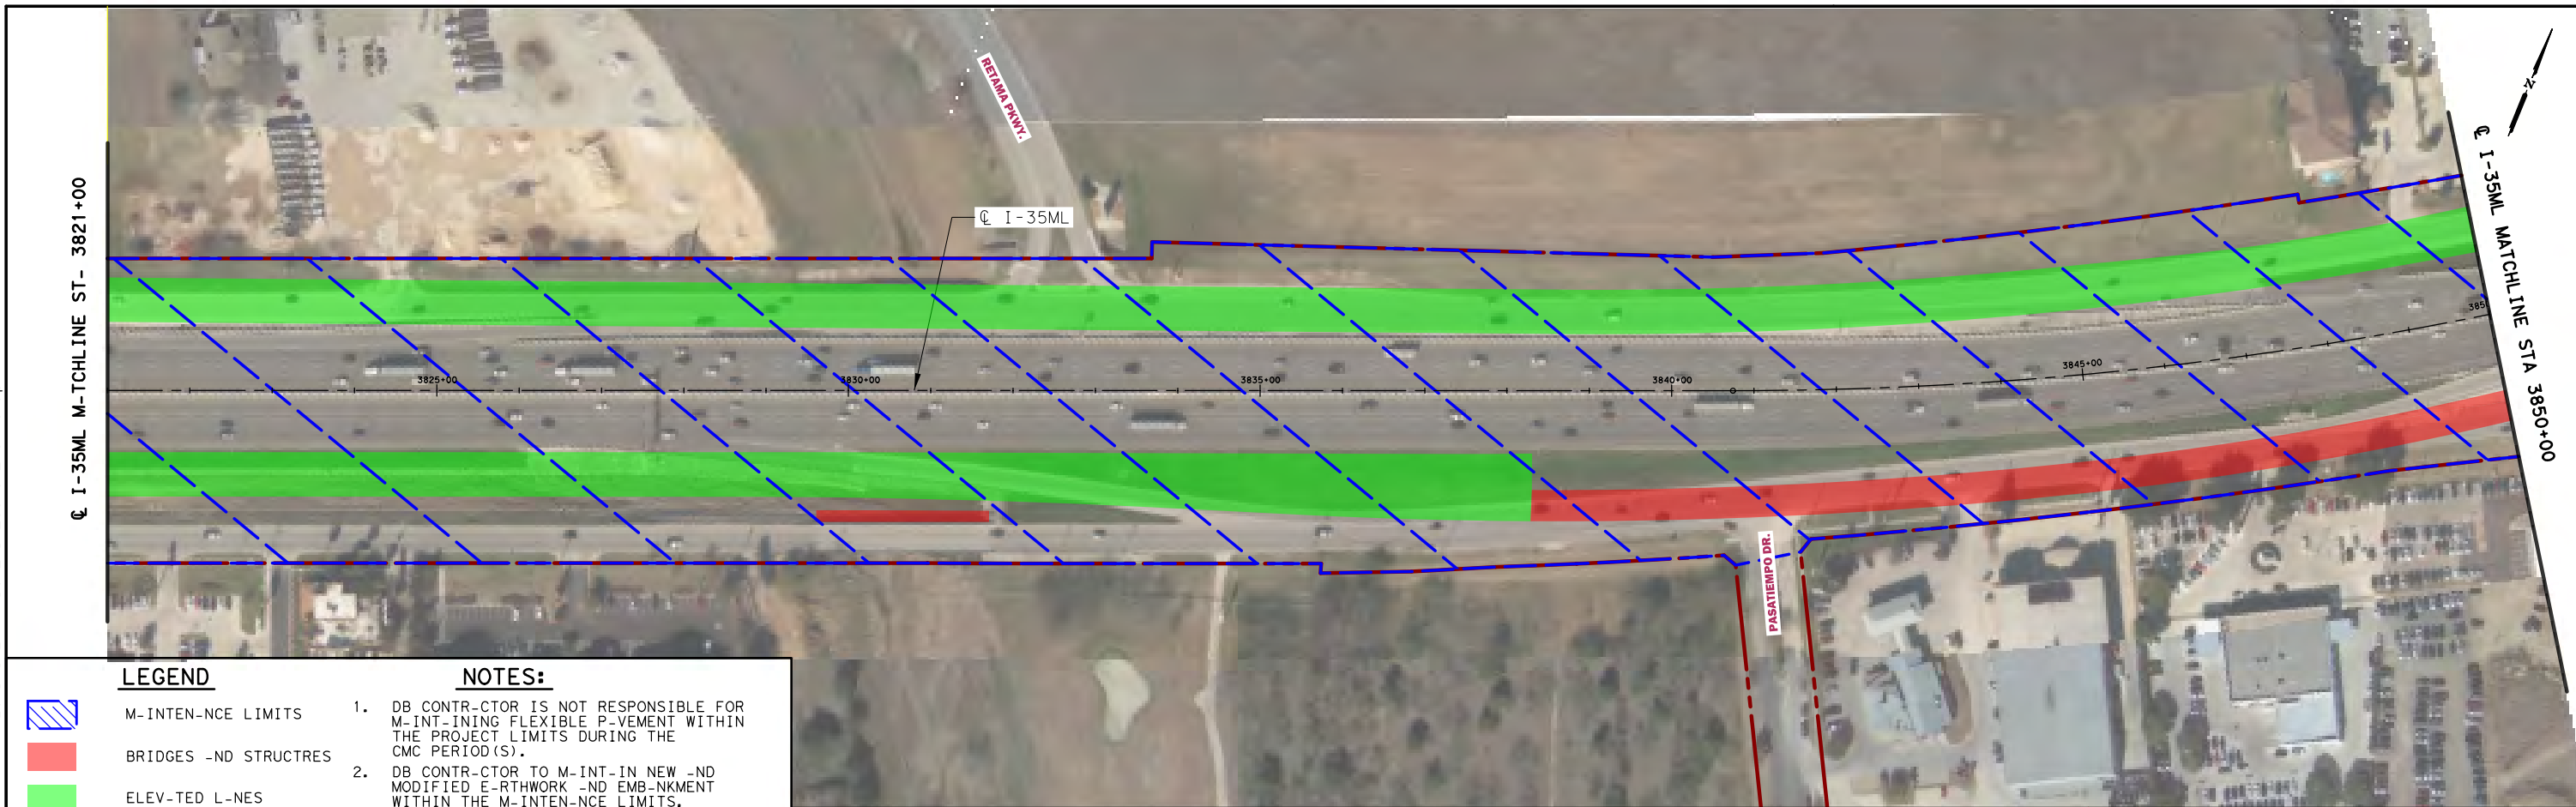 RETAMA PKWY.
N
℄ I-35ML
℄ I-35ML M-TCHLINE ST- 3821+00
℄ I-35ML MATCHLINE STA 3850+00
3825+00
3830+00
3835+00
3840+00
3845+00
385
PASATIEMPO DR.
LEGEND
M-INTEN-NCE LIMITS
BRIDGES -ND STRUCTRES
ELEV-TED L-NES
NOTES:
1. DB CONTR-CTOR IS NOT RESPONSIBLE FOR
M-INT-INING FLEXIBLE P-VEMENT WITHIN
THE PROJECT LIMITS DURING THE
CMC PERIOD(S).
2. DB CONTR-CTOR TO M-INT-IN NEW -ND
MODIFIED E-RTHWORK -ND EMB-NKMENT
WITHIN THE M-INTEN-NCE LIMITS.